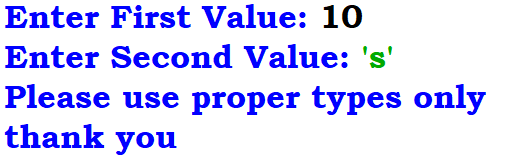 Enter First Value: 10
Enter Second Value: 's'
Please use proper types only
thank you